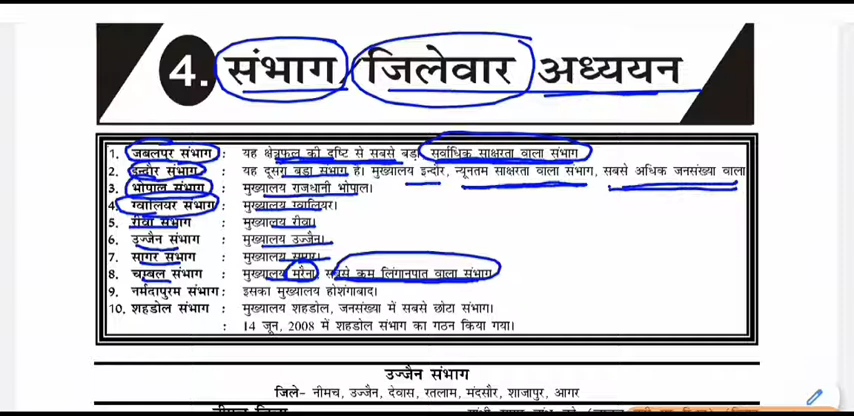 4. संभाग/जिलेवार अध्ययन
1. जबलपुर संभाग : यह क्षेत्रफल की दृष्टि से सबसे बड़ा सर्वाधिक साक्षरता वाला संभाग
2. इन्दौर संभाग : यह दूसरा बड़ा संभाग है। मुख्यालय इन्दौर, न्यूनतम साक्षरता वाला संभाग, सबसे अधिक जनसंख्या वाला
3. भोपाल संभाग : मुख्यालय राजधानी भोपाल।
4. ग्वालियर संभाग : मुख्यालय ग्वालियर।
5. रीवा संभाग : मुख्यालय रीवा।
6. उज्जैन संभाग : मुख्यालय उज्जैन।
7. सागर संभाग : मुख्यालय सागर।
8. चम्बल संभाग : मुख्यालय मुरैना, सबसे कम लिंगानपात वाला संभाग
9. नर्मदापुरम संभाग : इसका मुख्यालय होशंगाबाद।
10. शहडोल संभाग : मुख्यालय शहडोल, जनसंख्या में सबसे छोटा संभाग।
: 14 जून, 2008 में शहडोल संभाग का गठन किया गया।
उज्जैन संभाग
जिले- नीमच, उज्जैन, देवास, रतलाम, मंदसौर, शाजापुर, आगर